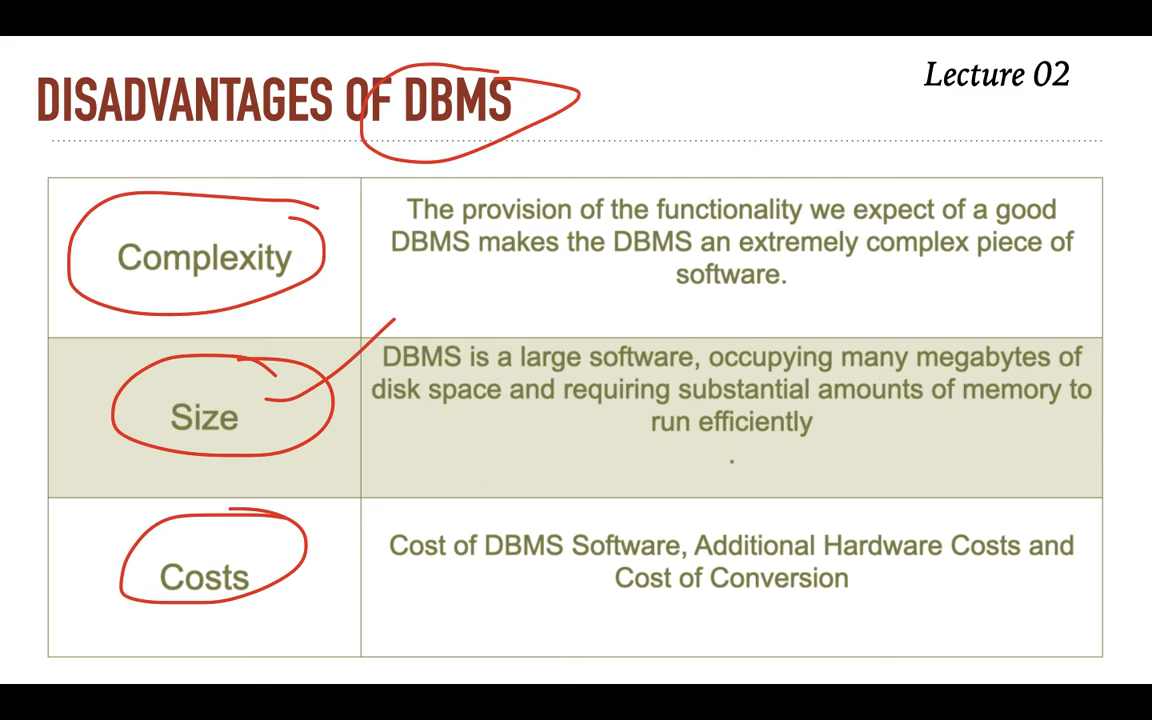 Lecture 02
DISADVANTAGES OF DBMS
Complexity
The provision of the functionality we expect of a good
DBMS makes the DBMS an extremely complex piece of
software.
Size
DBMS is a large software, occupying many megabytes of
disk space and requiring substantial amounts of memory to
run efficiently
.
Costs
Cost of DBMS Software, Additional Hardware Costs and
Cost of Conversion